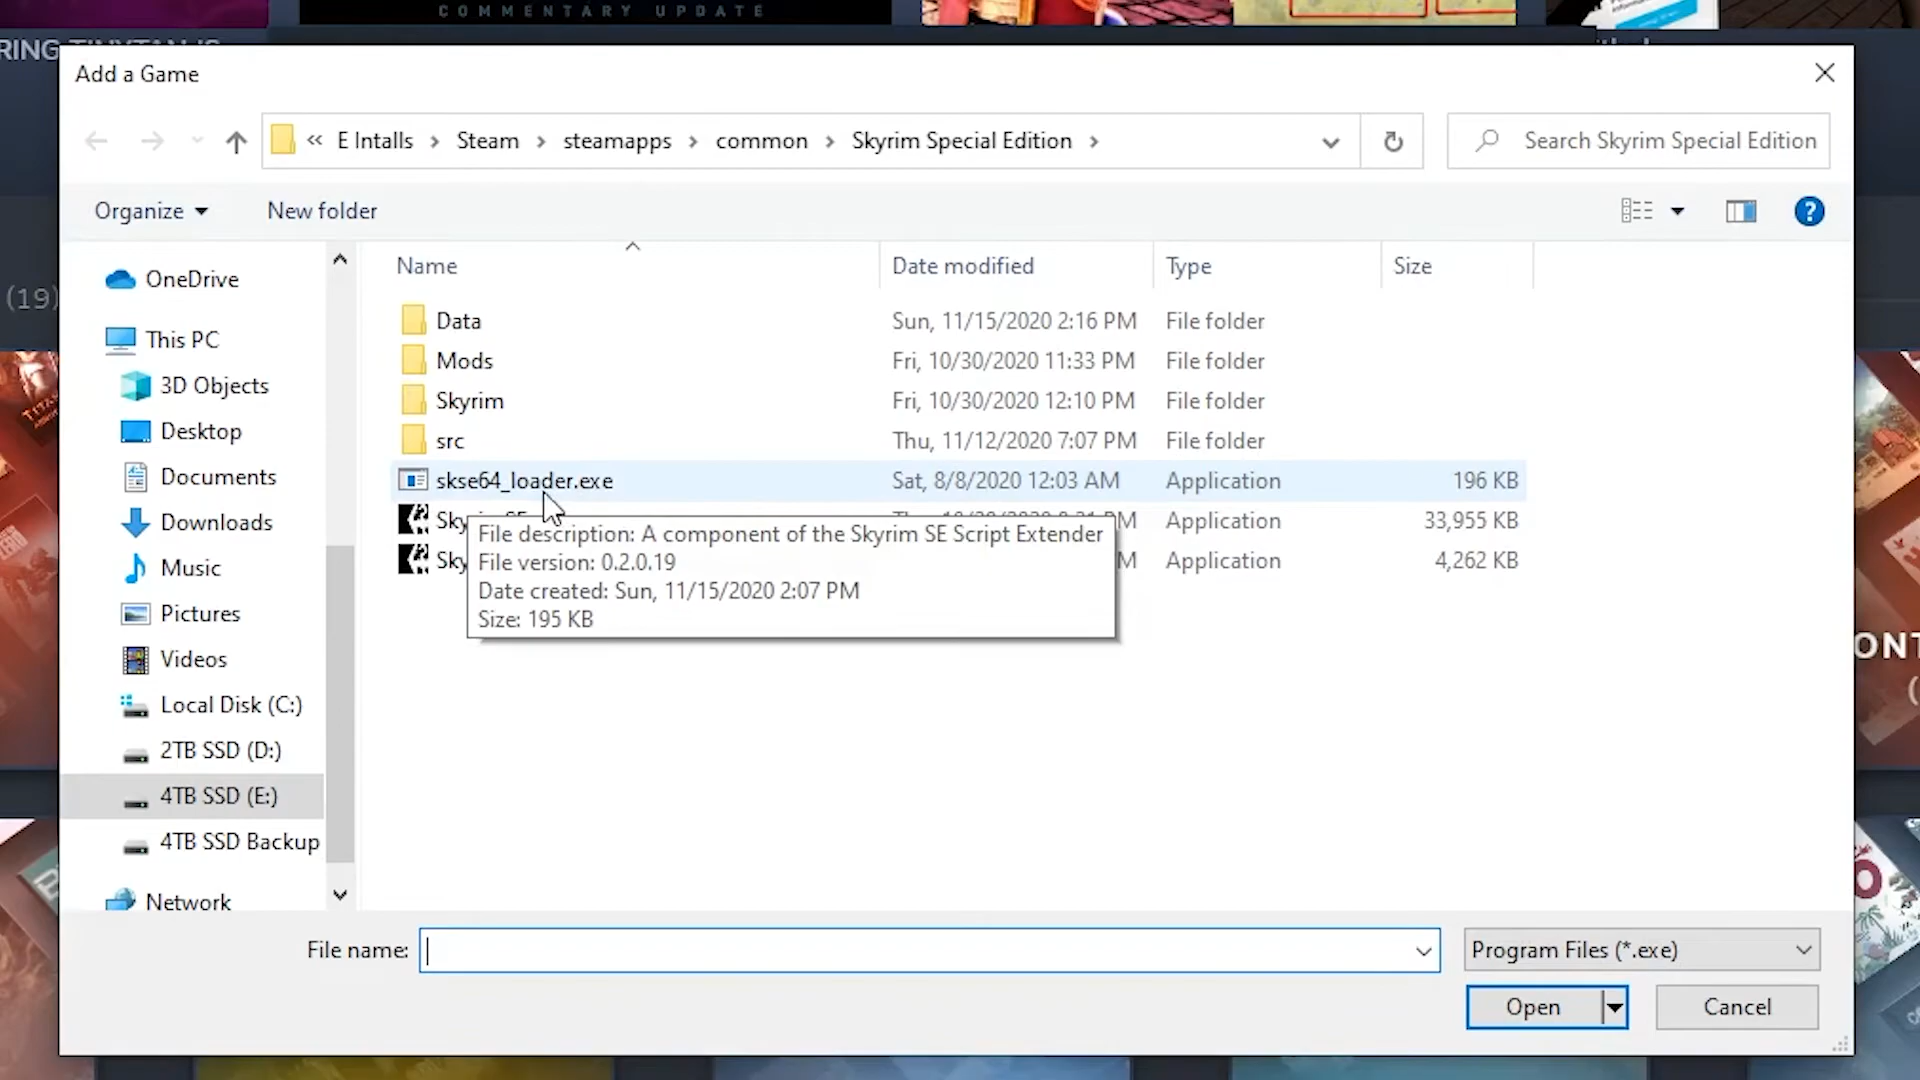 COMMENTARY UPDATE
Add a Game
« E Intalls > Steam > steamapps > common > Skyrim Special Edition >
Search Skyrim Special Edition
Organize
New folder
?
(19)
OneDrive
This PC
3D Objects
Desktop
Documents
Downloads
Music
Pictures
Videos
Local Disk (C:)
2TB SSD (D:)
4TB SSD (E:)
4TB SSD Backup
Network
Name Date modified Type Size
Data Sun, 11/15/2020 2:16 PM File folder
Mods Fri, 10/30/2020 11:33 PM File folder
Skyrim Fri, 10/30/2020 12:10 PM File folder
src Thu, 11/12/2020 7:07 PM File folder
skse64_loader.exe Sat, 8/8/2020 12:03 AM Application 196 KB
Application 33,955 KB
Sky M Application 4,262 KB
File description: A component of the Skyrim SE Script Extender
File version: 0.2.0.19
Date created: Sun, 11/15/2020 2:07 PM
Size: 195 KB
File name:
Program Files (*.exe)
Open
Cancel